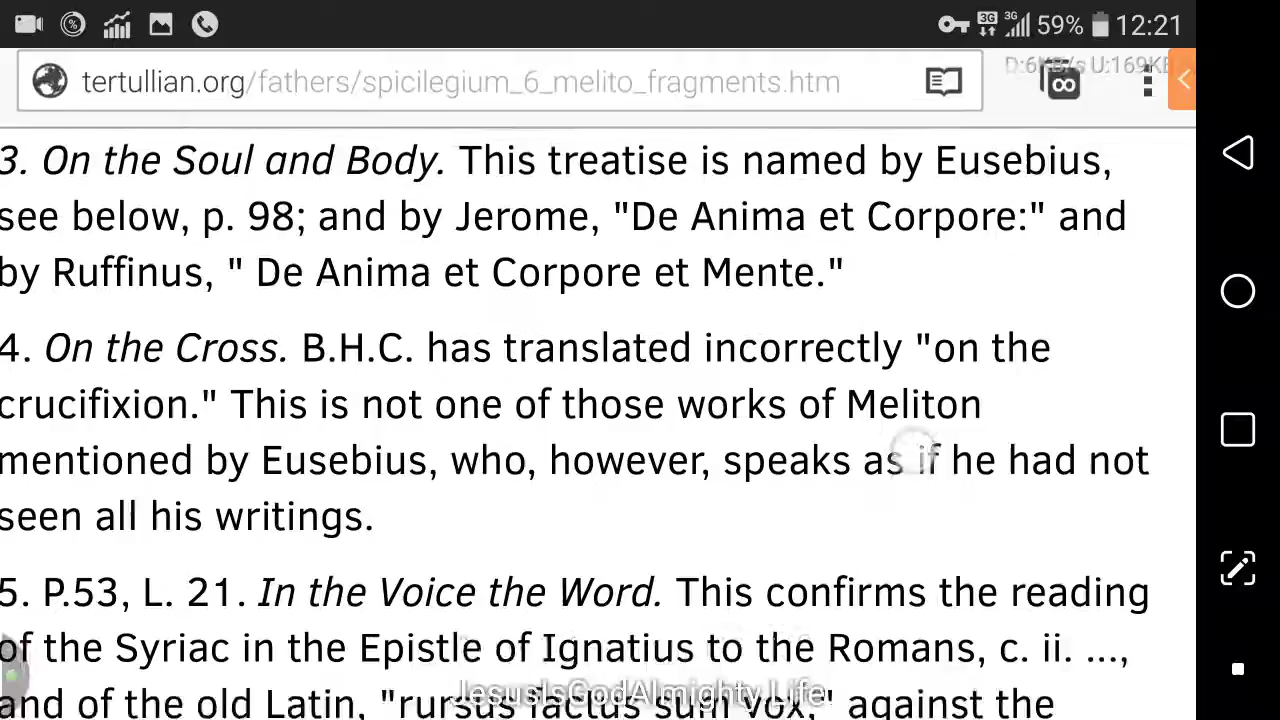 59% 12:21
tertullian.org/fathers/spicilegium_6_melito_fragments.htm
D:6KB/s U:169KB
3. On the Soul and Body. This treatise is named by Eusebius,
see below, p. 98; and by Jerome, "De Anima et Corpore:" and
by Ruffinus, " De Anima et Corpore et Mente."
4. On the Cross. B.H.C. has translated incorrectly "on the
crucifixion." This is not one of those works of Meliton
mentioned by Eusebius, who, however, speaks as if he had not
seen all his writings.
5. P.53, L. 21. In the Voice the Word. This confirms the reading
of the Syriac in the Epistle of Ignatius to the Romans, c. ii. ...,
and of the old Latin, "rursus factus sum vox," against the
JesusIsGodAlmighty Life